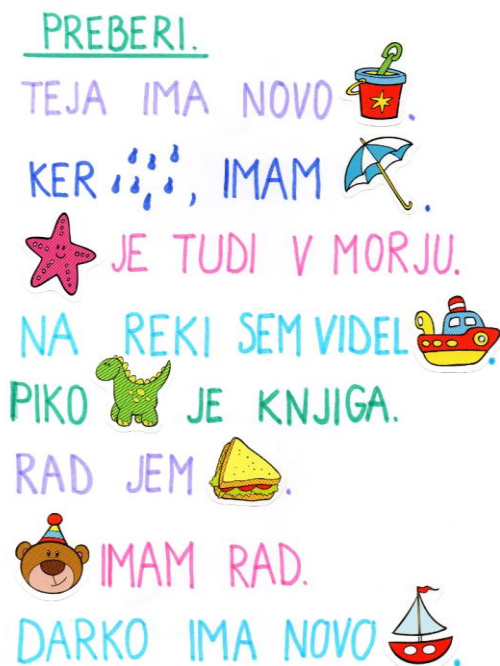 PREBERI.
TEJA IMA NOVO .
KER , IMAM .
JE TUDI V MORJU.
NA REKI SEM VIDEL .
PIKO JE KNJIGA.
RAD JEM .
IMAM RAD.
DARKO IMA NOVO .